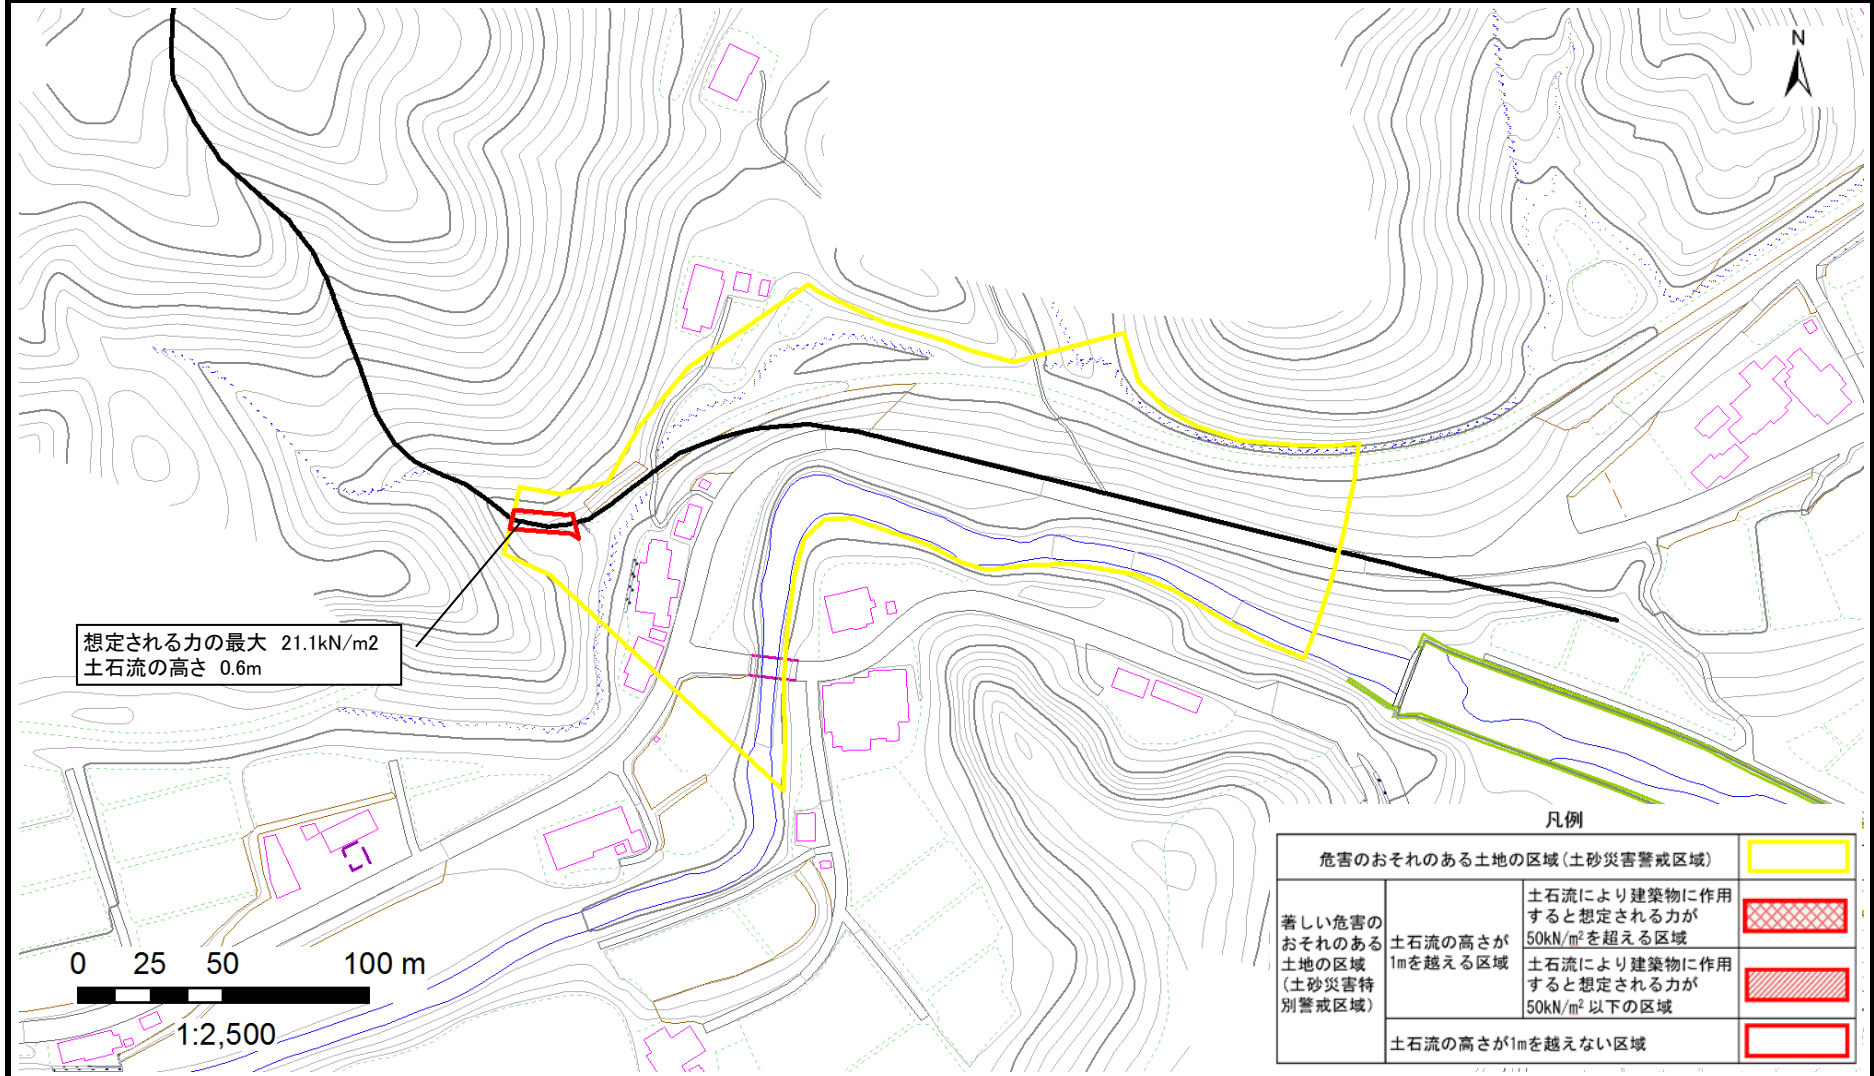 N
想定される力の最大 21.1kN/m2
土石流の高さ 0.6m
0 25 50 100 m
1:2,500
凡例
危害のおそれのある土地の区域(土砂災害警戒区域)
著しい危害の
おそれのある
土地の区域
(土砂災害特
別警戒区域)
土石流の高さが
1mを越える区域
土石流により建築物に作用
すると想定される力が
50kN/m²を超える区域
土石流により建築物に作用
すると想定される力が
50kN/m² 以下の区域
土石流の高さが1mを越えない区域